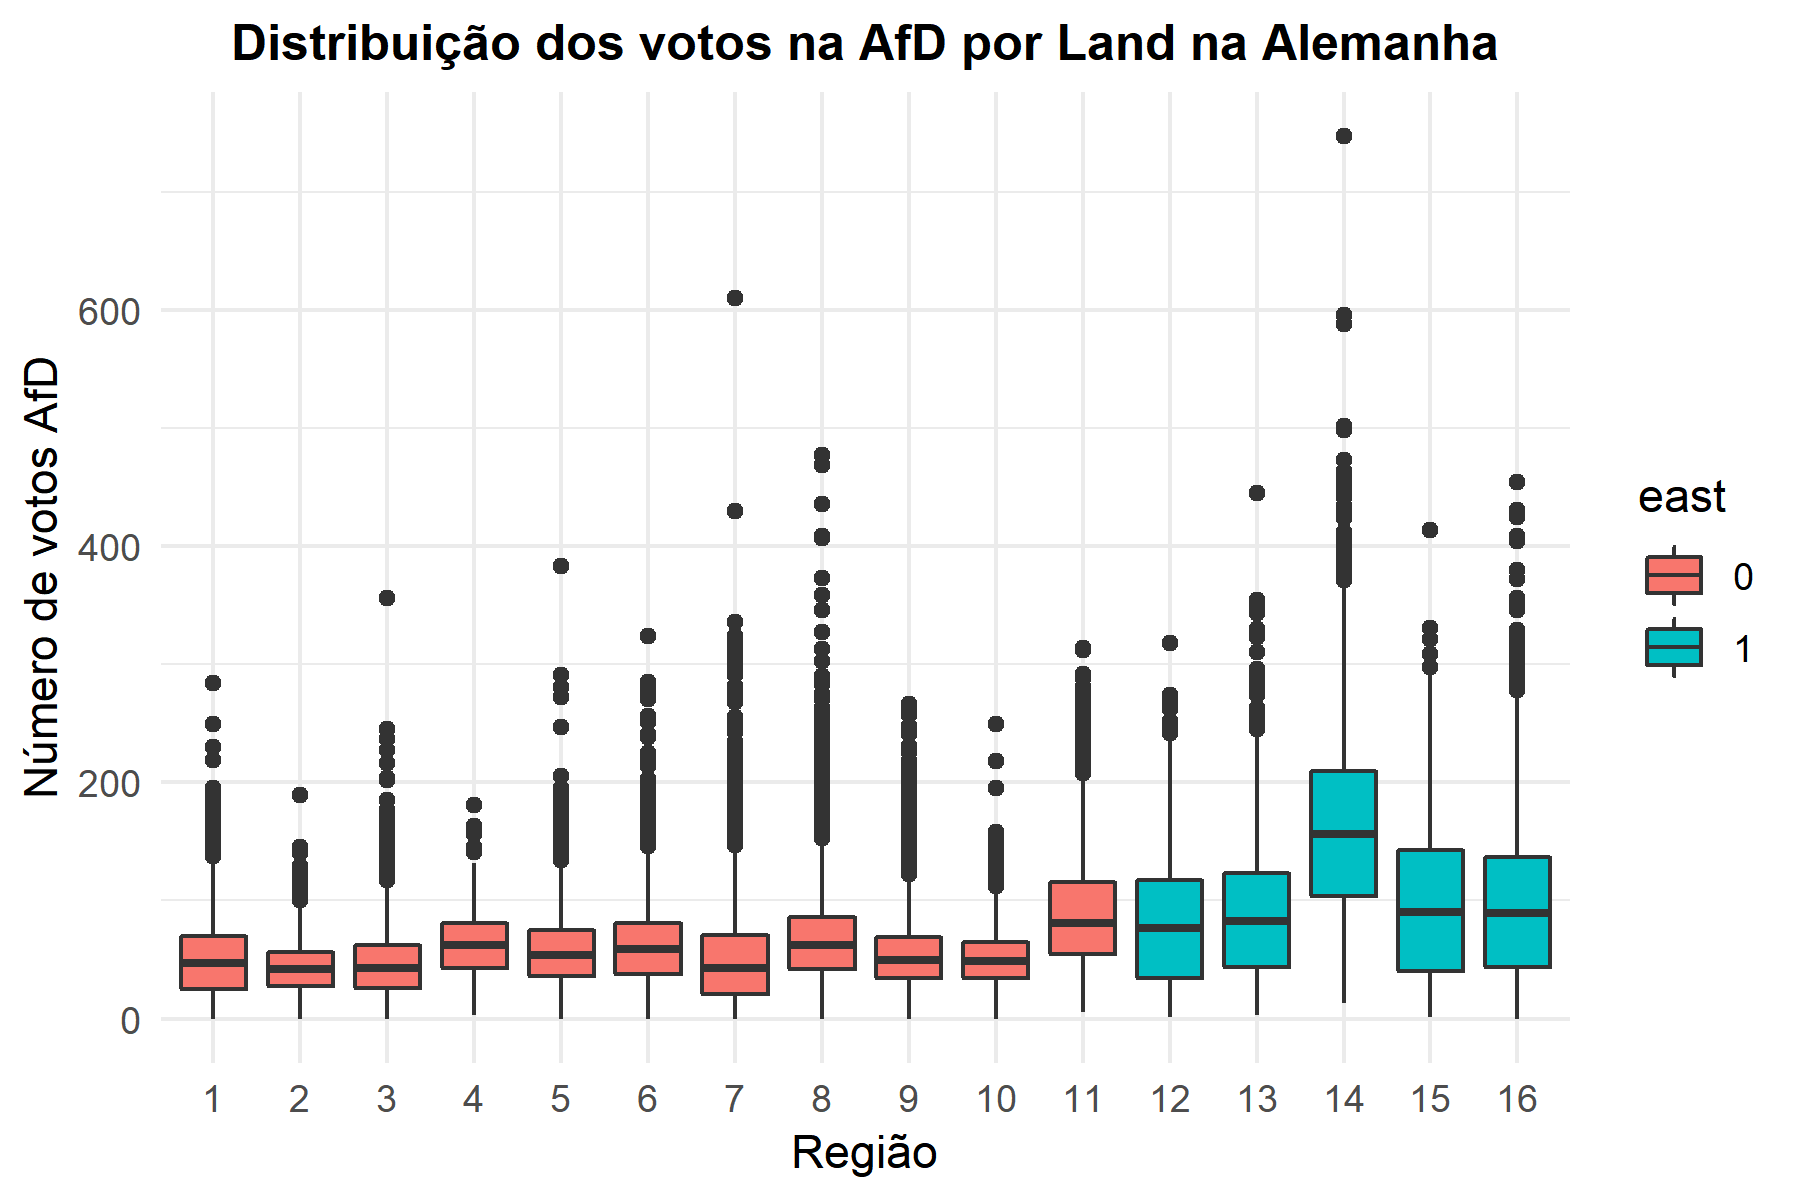 Distribuição dos votos na AfD por Land na Alemanha
Número de votos AfD
600
400
200
0
1 2 3 4 5 6 7 8 9 10 11 12 13 14 15 16
Região
east
0
1